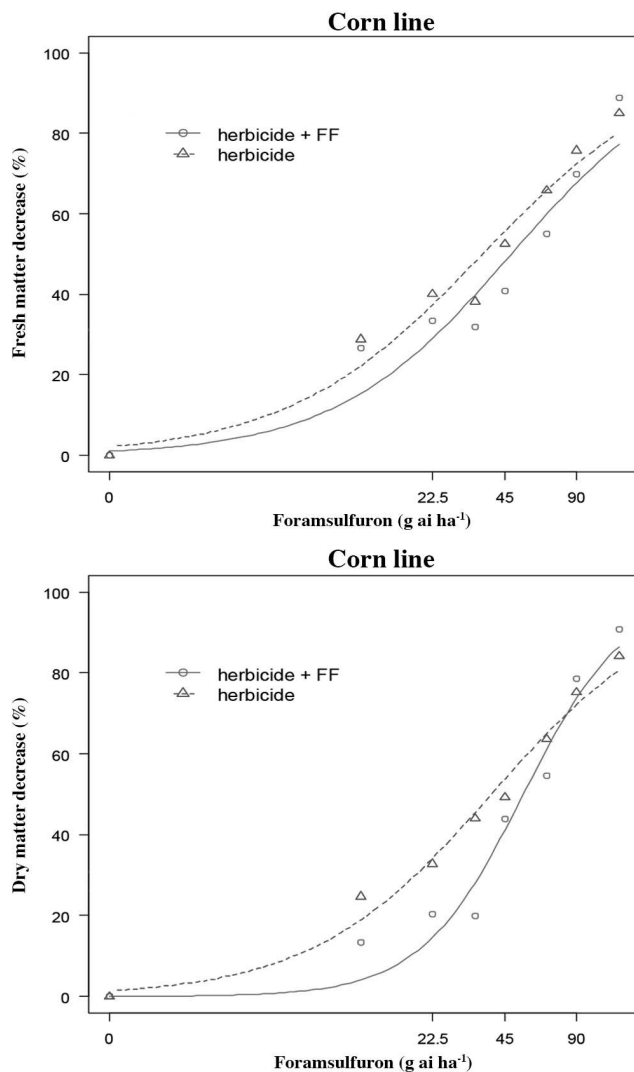 Corn line
100
80
60
40
20
0
Fresh matter decrease (%)
herbicide + FF
herbicide
0
22.5
45
90
Foramsulfuron (g ai ha⁻¹)
Corn line
100
80
60
40
20
0
Dry matter decrease (%)
herbicide + FF
herbicide
0
22.5
45
90
Foramsulfuron (g ai ha⁻¹)